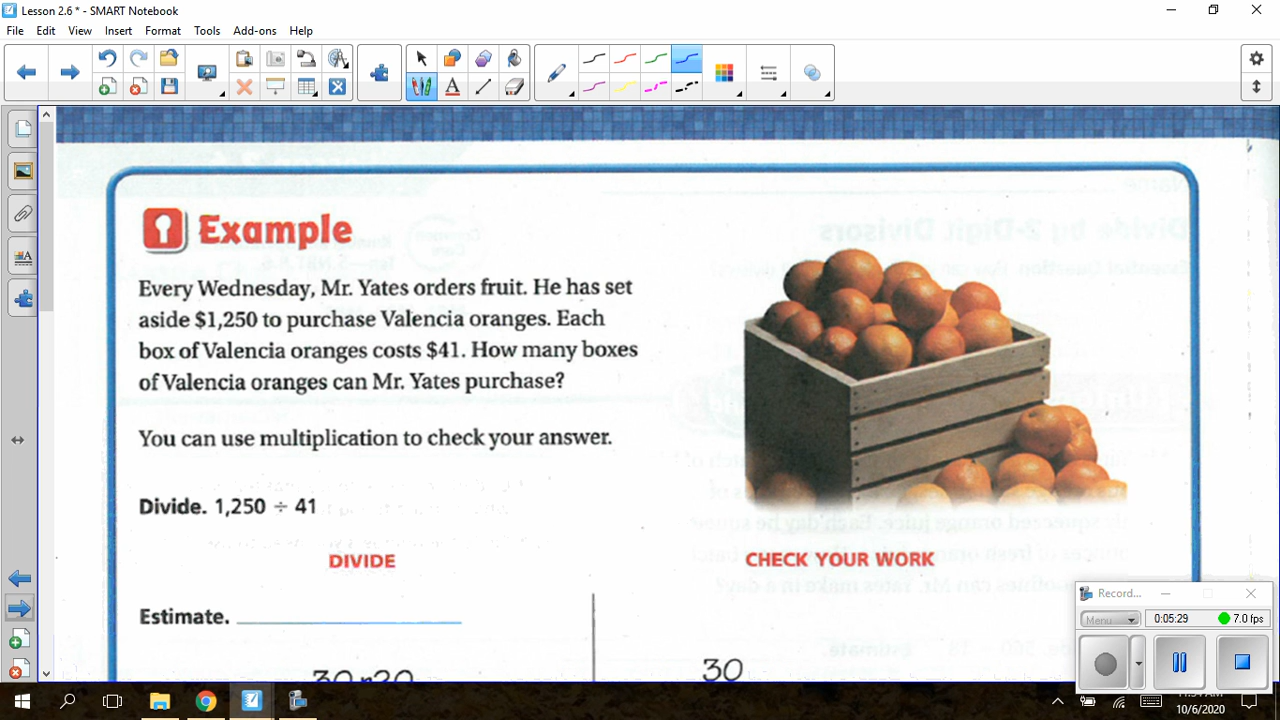 Lesson 2.6 * - SMART Notebook
File Edit View Insert Format Tools Add-ons Help
Example
Every Wednesday, Mr. Yates orders fruit. He has set
aside $1,250 to purchase Valencia oranges. Each
box of Valencia oranges costs $41. How many boxes
of Valencia oranges can Mr. Yates purchase?
You can use multiplication to check your answer.
Divide. 1,250 ÷ 41
DIVIDE
CHECK YOUR WORK
Estimate.
30 r20
30
Record...
Menu
0:05:29
7.0 fps
10/6/2020